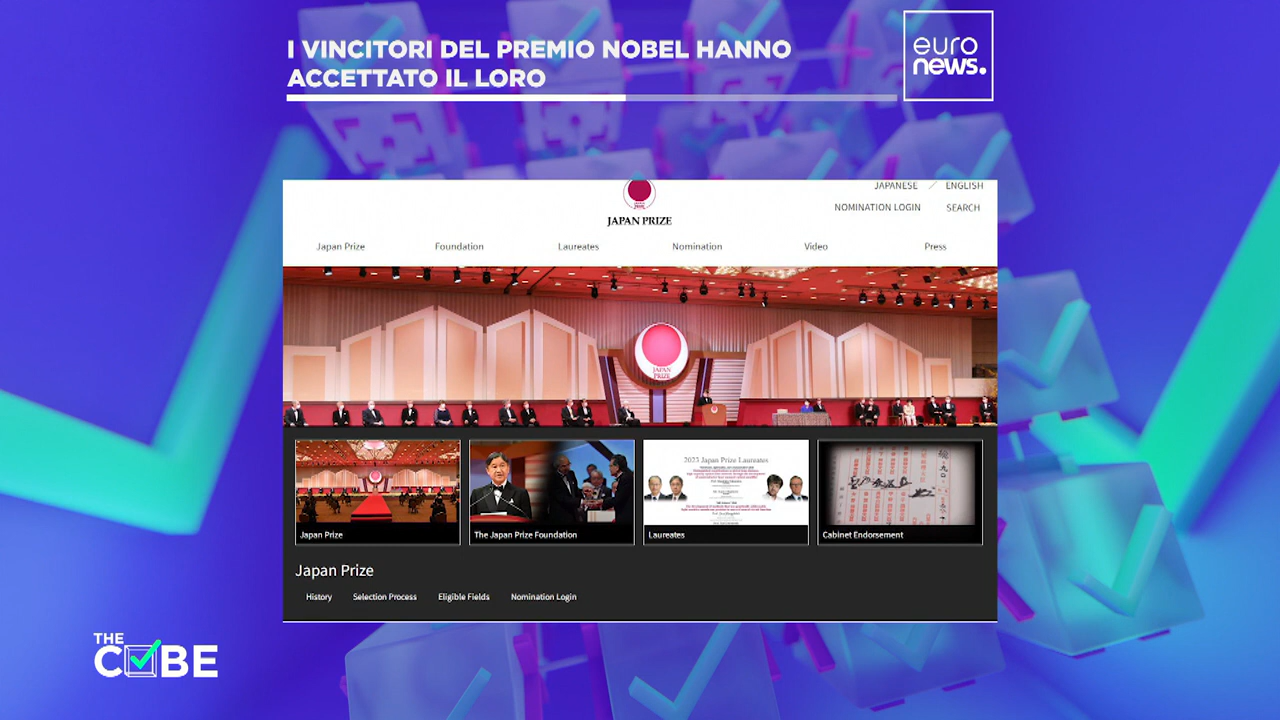 I VINCITORI DEL PREMIO NOBEL HANNO
ACCETTATO IL LORO
euro
news.
JAPANESE / ENGLISH
NOMINATION LOGIN SEARCH
JAPAN PRIZE
Japan Prize Foundation Laureates Nomination Video Press
JAPAN
PRIZE
2023 Japan Prize Laureates
Japan Prize
The Japan Prize Foundation
Laureates
Cabinet Endorsement
Japan Prize
History Selection Process Eligible Fields Nomination Login
THE
CUBE